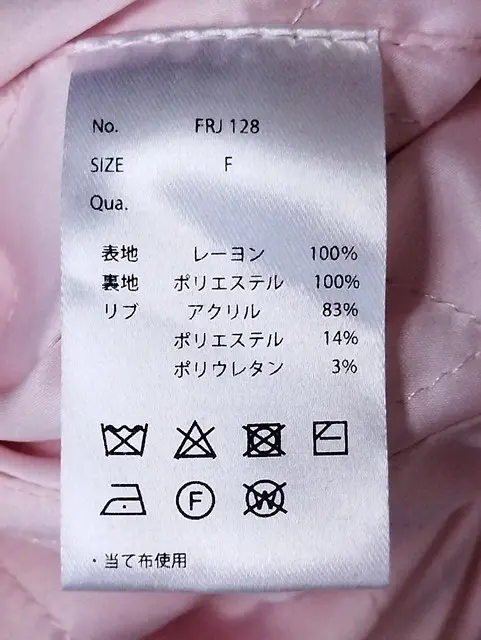 No. FRJ 128
SIZE F
Qua.
表地 レーヨン 100%
裏地 ポリエステル 100%
リブ アクリル 83%
ポリエステル 14%
ポリウレタン 3%
F W
・当て布使用